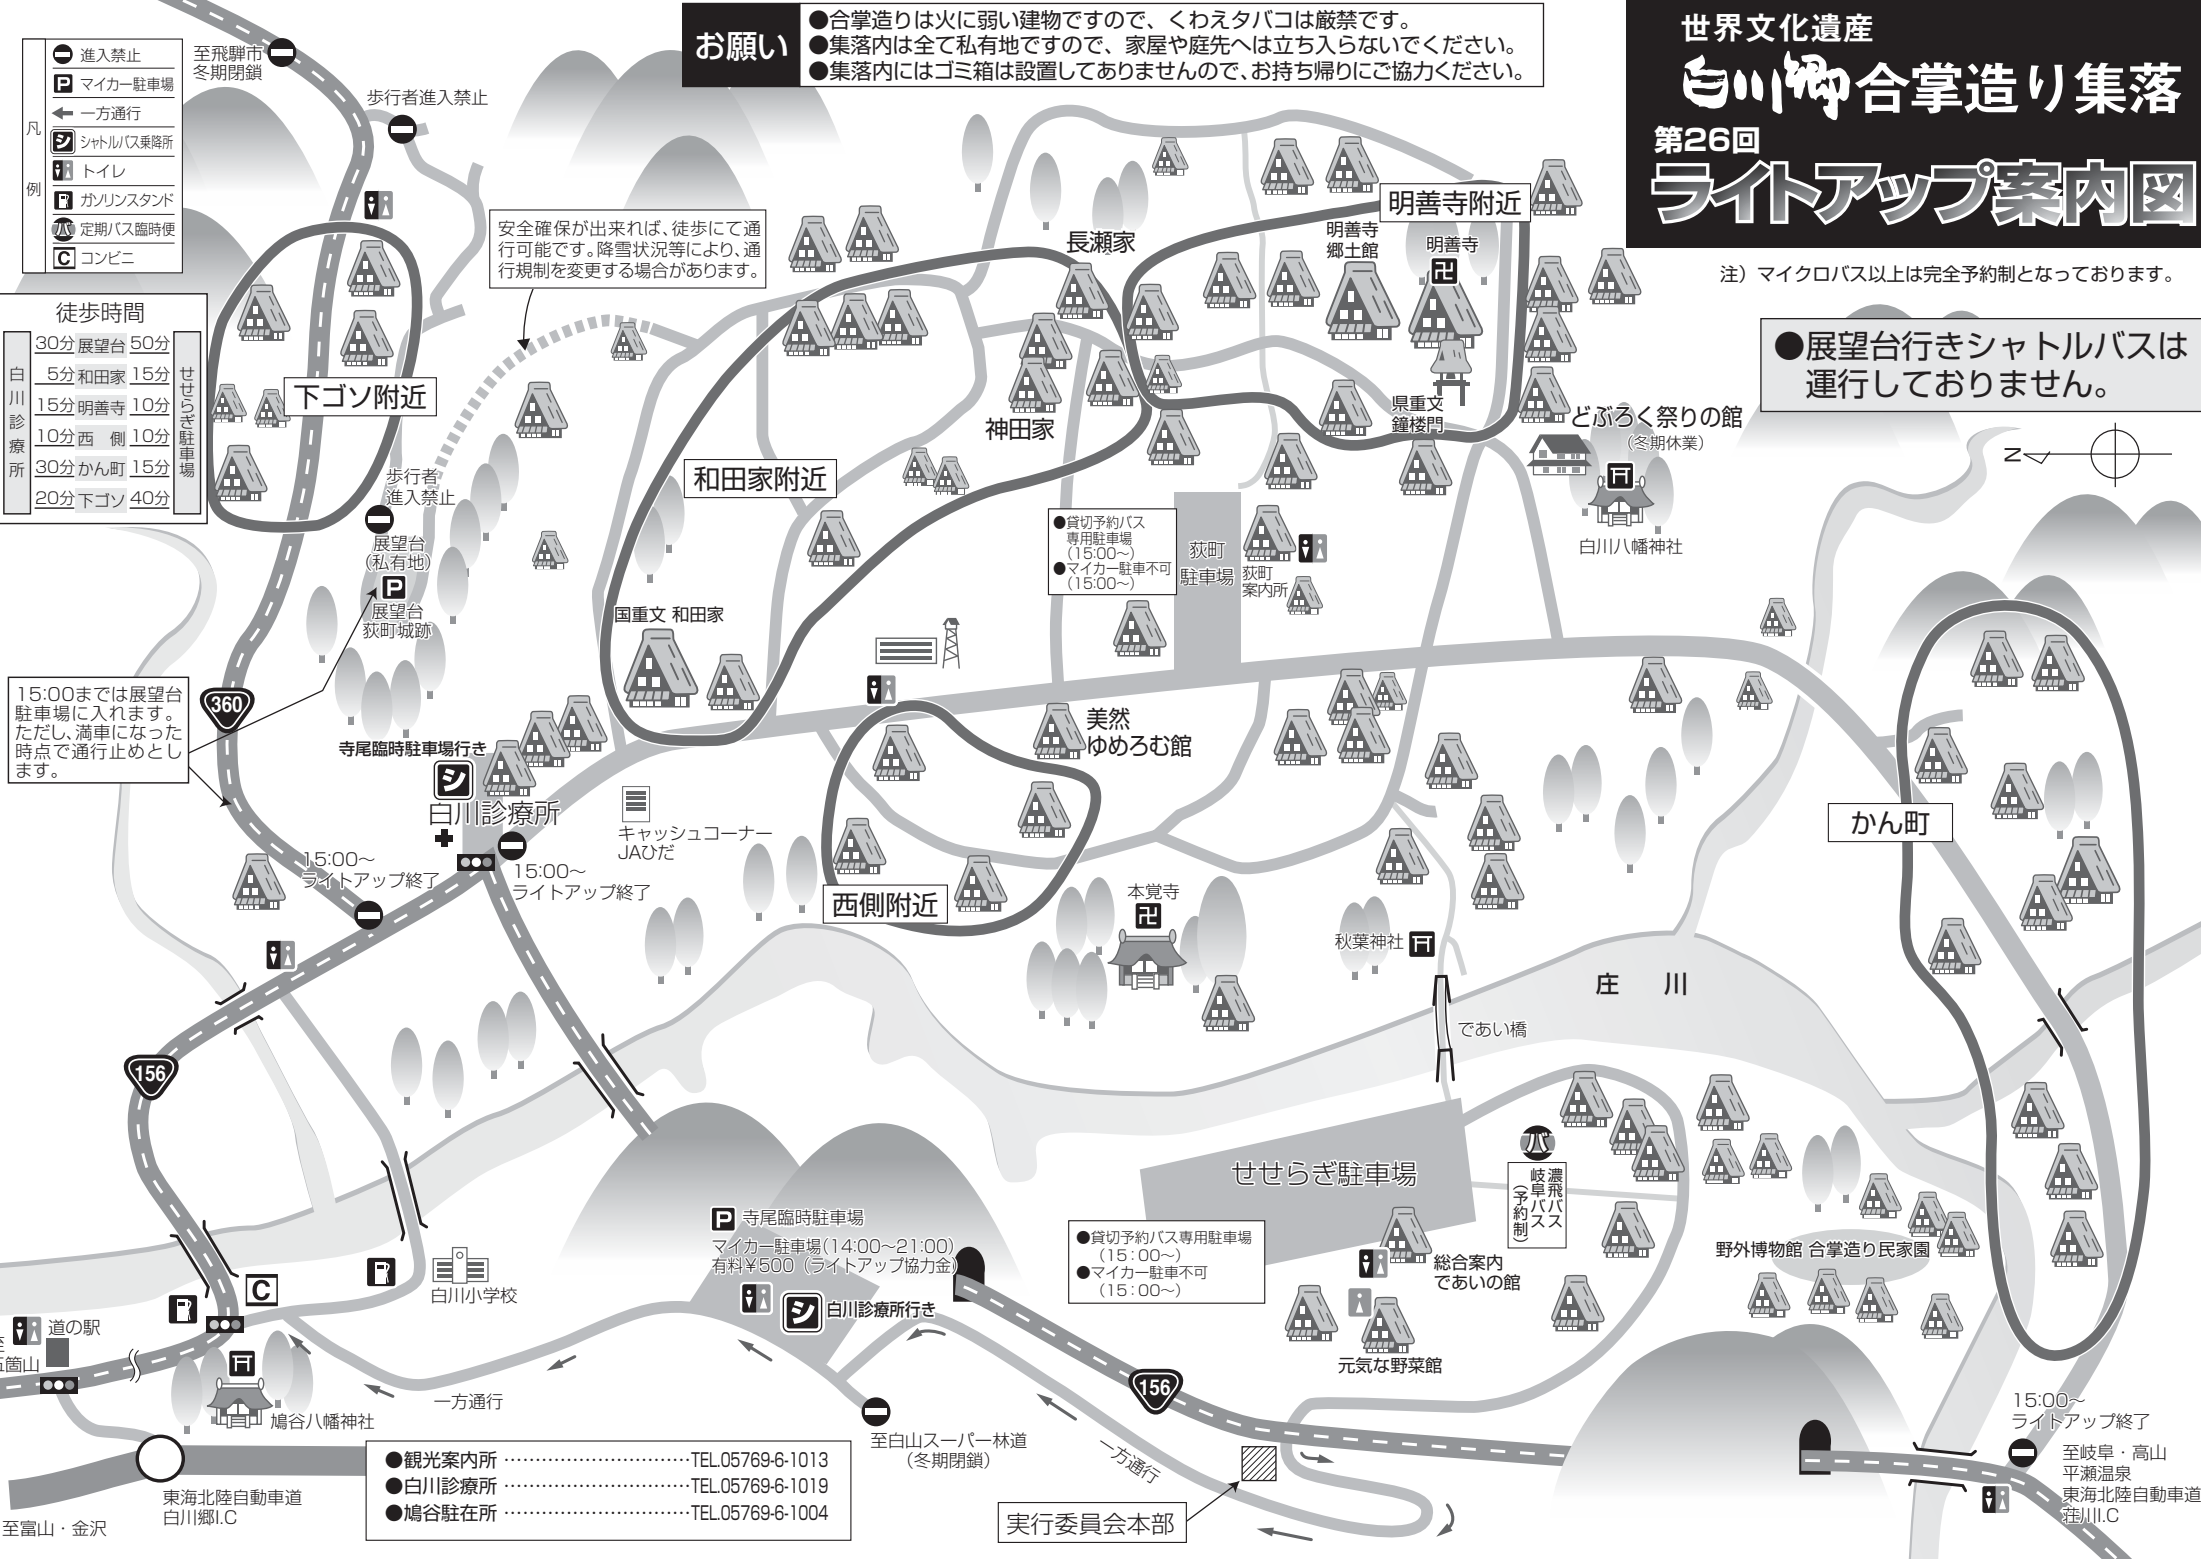 世界文化遺産
白川郷 合掌造り集落
第26回
ライトアップ案内図
お願い
●合掌造りは火に弱い建物ですので、くわえタバコは厳禁です。
●集落内は全て私有地ですので、家屋や庭先へは立ち入らないでください。
●集落内にはゴミ箱は設置してありませんので、お持ち帰りにご協力ください。
注）マイクロバス以上は完全予約制となっております。
●展望台行きシャトルバスは
運行しておりません。
凡例
進入禁止
P マイカー駐車場
一方通行
シ シャトルバス乗降所
トイレ
ガソリンスタンド
バ 定期バス臨時便
C コンビニ
徒歩時間
白川診療所
せせらぎ駐車場
30分 展望台 50分
5分 和田家 15分
15分 明善寺 10分
10分 西 側 10分
30分 かん町 15分
20分 下ゴソ 40分
至飛騨市
冬期閉鎖
歩行者進入禁止
安全確保が出来れば、徒歩にて通
行可能です。降雪状況等により、通
行規制を変更する場合があります。
下ゴソ附近
歩行者
進入禁止
展望台
（私有地）
P
展望台
荻町城跡
15:00までは展望台
駐車場に入れます。
ただし、満車になった
時点で通行止めとし
ます。
360
寺尾臨時駐車場行き
シ
白川診療所
15:00〜
ライトアップ終了
15:00〜
ライトアップ終了
キャッシュコーナー
JAひだ
和田家附近
国重文 和田家
長瀬家
神田家
明善寺附近
明善寺
郷土館
明善寺
卍
県重文
鐘楼門
どぶろく祭りの館
（冬期休業）
白川八幡神社
N
●貸切予約バス
専用駐車場
（15:00〜）
●マイカー駐車不可
（15:00〜）
荻町
駐車場
荻町
案内所
美然
ゆめろむ館
西側附近
本覚寺
卍
秋葉神社
であい橋
庄 川
かん町
156
白川小学校
C
道の駅
至
五箇山
鳩谷八幡神社
一方通行
東海北陸自動車道
白川郷I.C
至富山・金沢
P 寺尾臨時駐車場
マイカー駐車場（14:00〜21:00）
有料¥500（ライトアップ協力金）
シ 白川診療所行き
至白山スーパー林道
（冬期閉鎖）
●観光案内所 …………………………TEL.05769-6-1013
●白川診療所 …………………………TEL.05769-6-1019
●鳩谷駐在所 …………………………TEL.05769-6-1004
せせらぎ駐車場
●貸切予約バス専用駐車場
（15：00〜）
●マイカー駐車不可
（15：00〜）
バ
濃飛バス
岐阜バス
（予約制）
総合案内
であいの館
元気な野菜館
野外博物館 合掌造り民家園
156
一方通行
実行委員会本部
15:00〜
ライトアップ終了
至岐阜・高山
平瀬温泉
東海北陸自動車道
荘川I.C